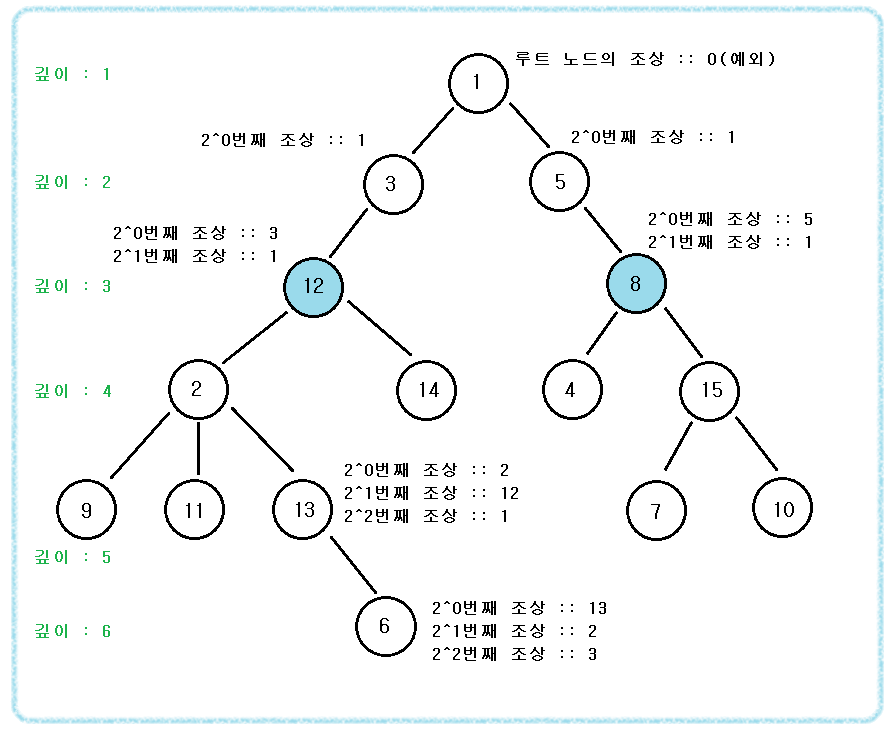 루트 노드의 조상 :: 0(예외)
깊이 : 1
1
2^0번째 조상 :: 1
2^0번째 조상 :: 1
깊이 : 2
3
5
2^0번째 조상 :: 3
2^1번째 조상 :: 1
2^0번째 조상 :: 5
2^1번째 조상 :: 1
깊이 : 3
12
8
깊이 : 4
2
14
4
15
2^0번째 조상 :: 2
2^1번째 조상 :: 12
2^2번째 조상 :: 1
9
11
13
7
10
깊이 : 5
깊이 : 6
6
2^0번째 조상 :: 13
2^1번째 조상 :: 2
2^2번째 조상 :: 3